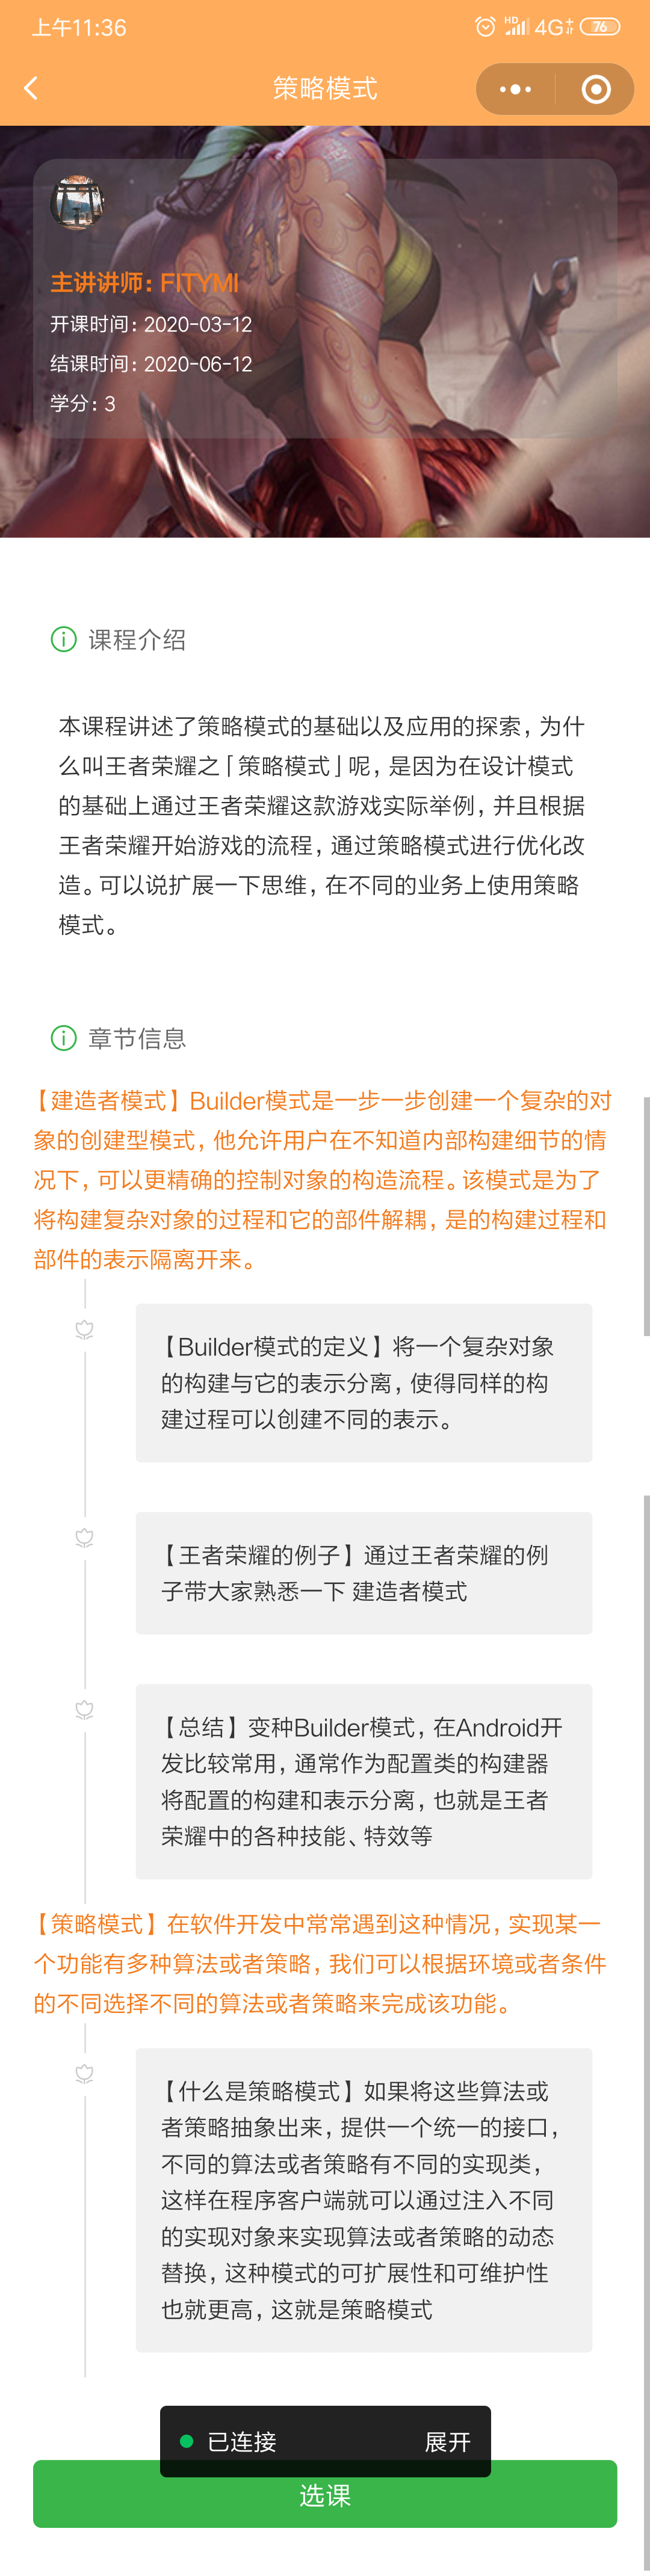 上午11:36
HD 4G+ 76
策略模式
主讲讲师: FITYMI
开课时间: 2020-03-12
结课时间: 2020-06-12
学分: 3
课程介绍
本课程讲述了策略模式的基础以及应用的探索, 为什
么叫王者荣耀之「策略模式」呢, 是因为在设计模式
的基础上通过王者荣耀这款游戏实际举例, 并且根据
王者荣耀开始游戏的流程, 通过策略模式进行优化改
造。可以说扩展一下思维, 在不同的业务上使用策略
模式。
章节信息
【建造者模式】Builder模式是一步一步创建一个复杂的对
象的创建型模式, 他允许用户在不知道内部构建细节的情
况下, 可以更精确的控制对象的构造流程。该模式是为了
将构建复杂对象的过程和它的部件解耦, 是的构建过程和
部件的表示隔离开来。
【Builder模式的定义】将一个复杂对象
的构建与它的表示分离, 使得同样的构
建过程可以创建不同的表示。
【王者荣耀的例子】通过王者荣耀的例
子带大家熟悉一下 建造者模式
【总结】变种Builder模式, 在Android开
发比较常用, 通常作为配置类的构建器
将配置的构建和表示分离, 也就是王者
荣耀中的各种技能、特效等
【策略模式】在软件开发中常常遇到这种情况, 实现某一
个功能有多种算法或者策略, 我们可以根据环境或者条件
的不同选择不同的算法或者策略来完成该功能。
【什么是策略模式】如果将这些算法或
者策略抽象出来, 提供一个统一的接口,
不同的算法或者策略有不同的实现类,
这样在程序客户端就可以通过注入不同
的实现对象来实现算法或者策略的动态
替换, 这种模式的可扩展性和可维护性
也就更高, 这就是策略模式
已连接 展开
选课